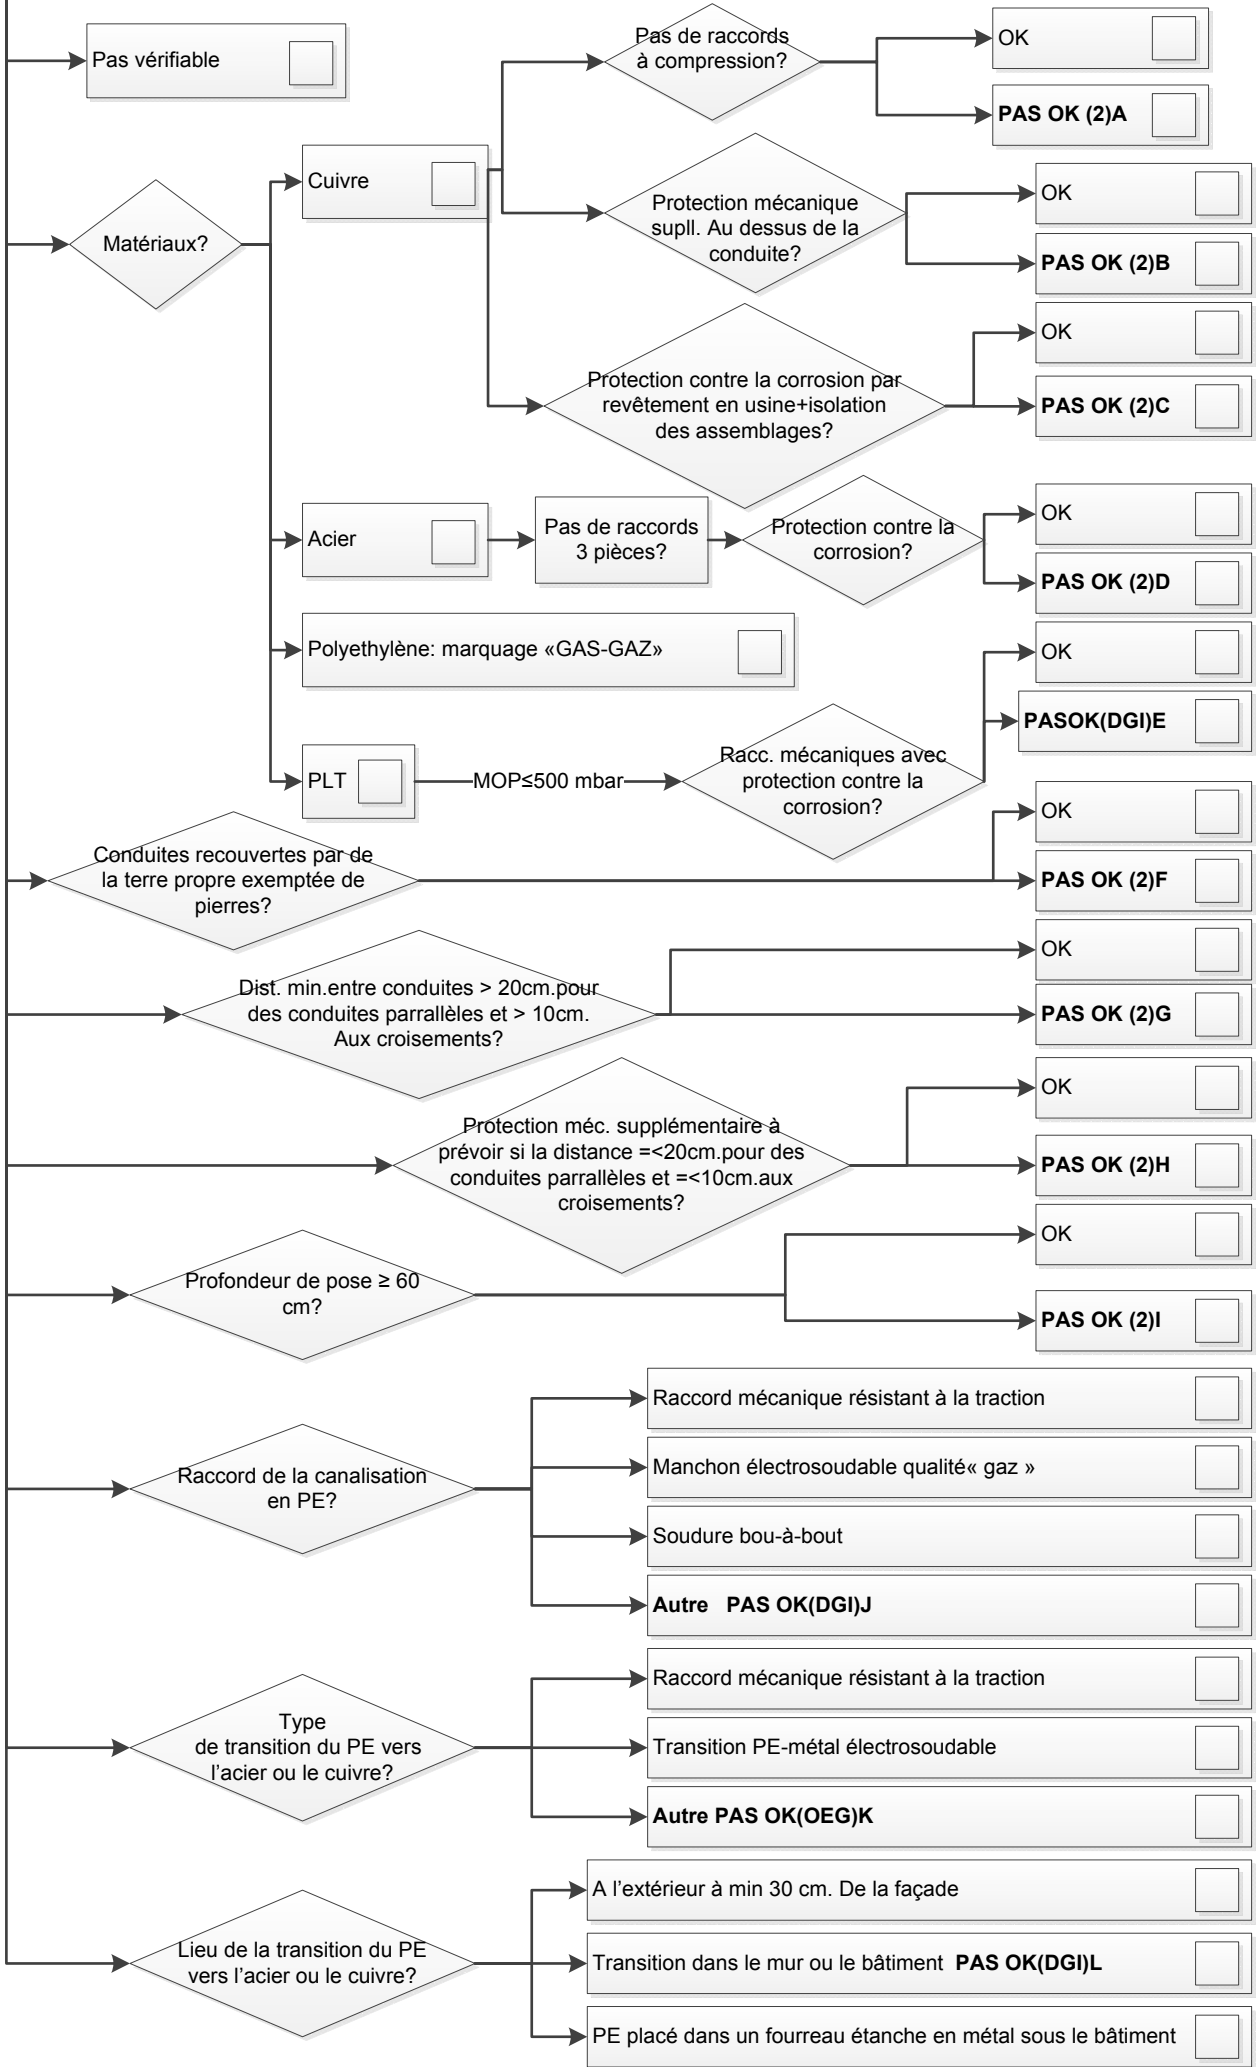 Pas vérifiable
Pas de raccords
à compression?
OK
PAS OK (2)A
Matériaux?
Cuivre
Protection mécanique
supll. Au dessus de la
conduite?
OK
PAS OK (2)B
Protection contre la corrosion par
revêtement en usine+isolation
des assemblages?
OK
PAS OK (2)C
Acier
Pas de raccords
3 pièces?
Protection contre la
corrosion?
OK
PAS OK (2)D
Polyethylène: marquage «GAS-GAZ»
PLT
MOP≤500 mbar
Racc. mécaniques avec
protection contre la
corrosion?
OK
PASOK(DGI)E
Conduites recouvertes par de
la terre propre exemptée de
pierres?
OK
PAS OK (2)F
Dist. min.entre conduites > 20cm.pour
des conduites parrallèles et > 10cm.
Aux croisements?
OK
PAS OK (2)G
Protection méc. supplémentaire à
prévoir si la distance =<20cm.pour des
conduites parrallèles et =<10cm.aux
croisements?
OK
PAS OK (2)H
Profondeur de pose ≥ 60
cm?
OK
PAS OK (2)I
Raccord de la canalisation
en PE?
Raccord mécanique résistant à la traction
Manchon électrosoudable qualité« gaz »
Soudure bou-à-bout
Autre   PAS OK(DGI)J
Type
de transition du PE vers
l'acier ou le cuivre?
Raccord mécanique résistant à la traction
Transition PE-métal électrosoudable
Autre PAS OK(OEG)K
Lieu de la transition du PE
vers l'acier ou le cuivre?
A l'extérieur à min 30 cm. De la façade
Transition dans le mur ou le bâtiment  PAS OK(DGI)L
PE placé dans un fourreau étanche en métal sous le bâtiment